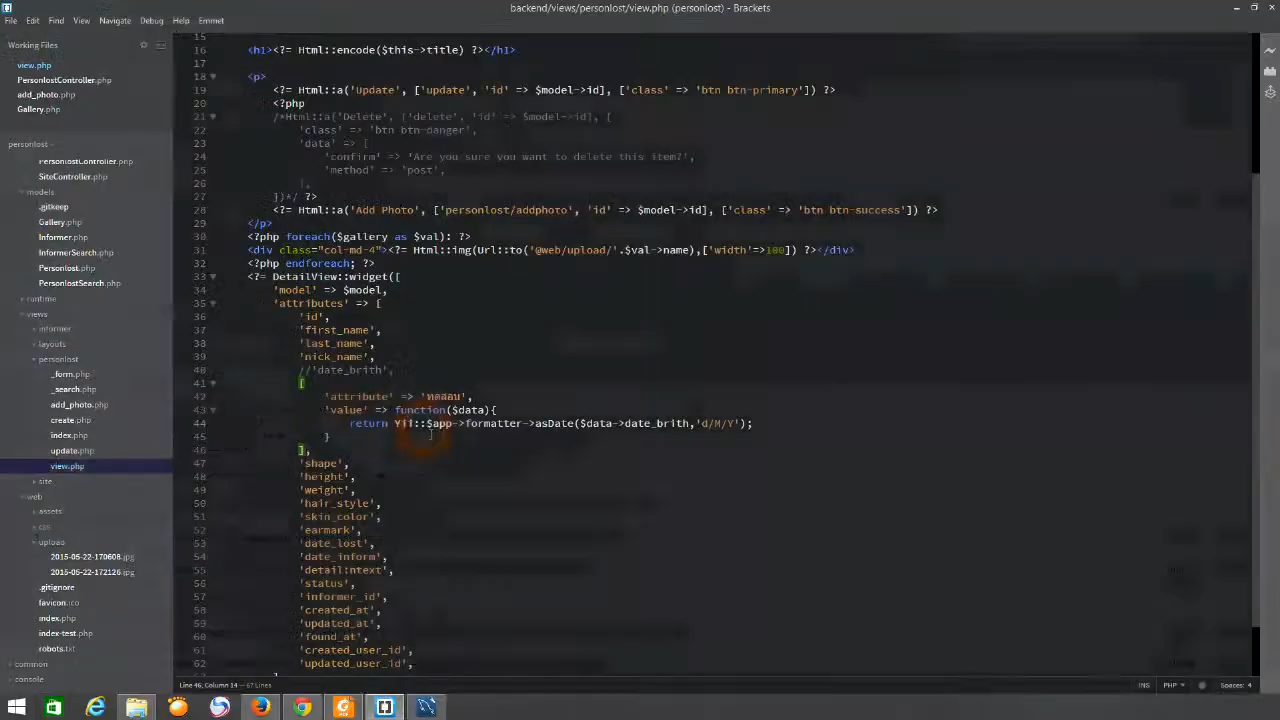 backend/views/personlost/view.php (personlost) - Brackets
File Edit Find View Navigate Debug Help Emmet
Working Files
view.php
PersonlostController.php
add_photo.php
Gallery.php
personlost
PersonlostController.php
SiteController.php
models
.gitkeep
Gallery.php
Informer.php
InformerSearch.php
Personlost.php
PersonlostSearch.php
runtime
views
informer
layouts
personlost
_form.php
_search.php
add_photo.php
create.php
index.php
update.php
view.php
site
web
assets
css
upload
2015-05-22-170608.jpg
2015-05-22-172126.jpg
.gitignore
favicon.ico
index.php
index-test.php
robots.txt
common
console
15
16 <h1><?= Html::encode($this->title) ?></h1>
17
18 <p>
19 <?= Html::a('Update', ['update', 'id' => $model->id], ['class' => 'btn btn-primary']) ?>
20 <?php
21 /*Html::a('Delete', ['delete', 'id' => $model->id], [
22 'class' => 'btn btn-danger',
23 'data' => [
24 'confirm' => 'Are you sure you want to delete this item?',
25 'method' => 'post',
26 ],
27 ])*/ ?>
28 <?= Html::a('Add Photo', ['personlost/addphoto', 'id' => $model->id], ['class' => 'btn btn-success']) ?>
29 </p>
30 <?php foreach($gallery as $val): ?>
31 <div class="col-md-4"><?= Html::img(Url::to('@web/upload/'.$val->name),['width'=>100]) ?></div>
32 <?php endforeach; ?>
33 <?= DetailView::widget([
34 'model' => $model,
35 'attributes' => [
36 'id',
37 'first_name',
38 'last_name',
39 'nick_name',
40 //'date_brith',
41 [
42 'attribute' => 'ทดสอบ',
43 'value' => function($data){
44 return Yii::$app->formatter->asDate($data->date_brith,'d/M/Y');
45 }
46 ],
47 'shape',
48 'height',
49 'weight',
50 'hair_style',
51 'skin_color',
52 'earmark',
53 'date_lost',
54 'date_inform',
55 'detail:ntext',
56 'status',
57 'informer_id',
58 'created_at',
59 'updated_at',
60 'found_at',
61 'created_user_id',
62 'updated_user_id',
Line 46, Column 14 — 67 Lines
INS PHP Spaces: 4